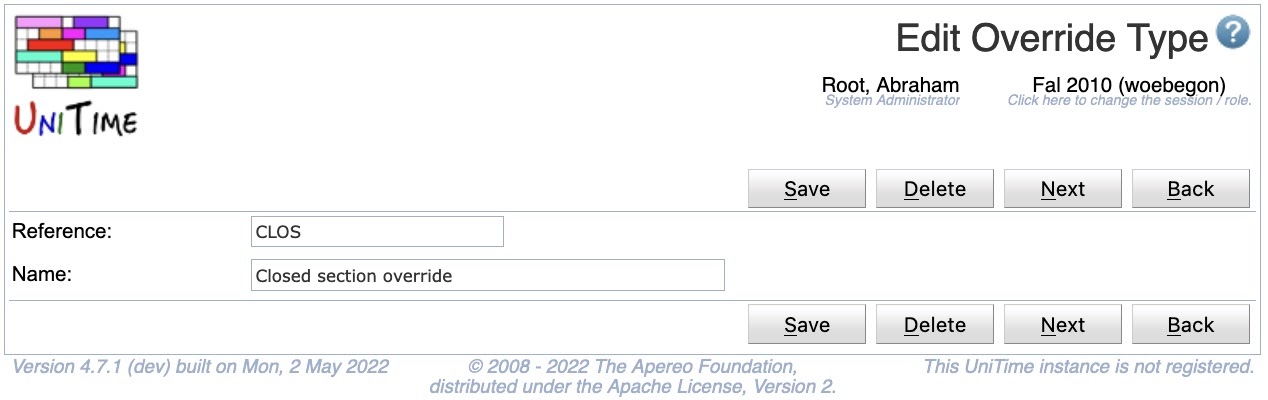 UNITIME
Edit Override Type ?
Root, Abraham
System Administrator
Fal 2010 (woebegon)
Click here to change the session / role.
Save Delete Next Back
Reference: CLOS
Name: Closed section override
Save Delete Next Back
Version 4.7.1 (dev) built on Mon, 2 May 2022
© 2008 - 2022 The Apereo Foundation,
distributed under the Apache License, Version 2.
This UniTime instance is not registered.